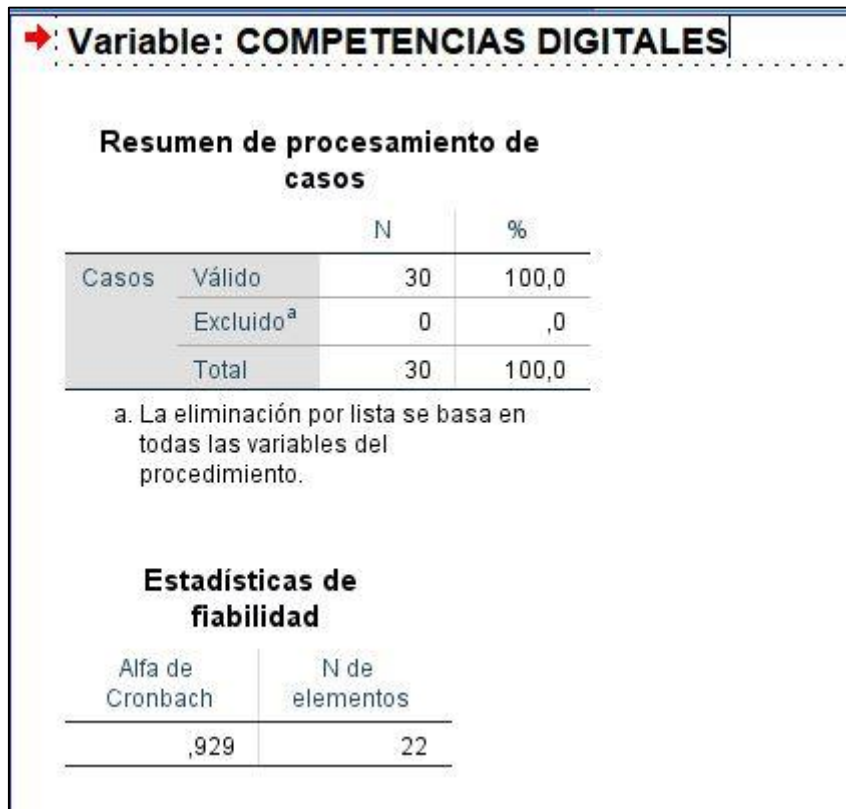 Variable: COMPETENCIAS DIGITALES
Resumen de procesamiento de
casos
N %
Casos Válido 30 100,0
Excluido^a 0 ,0
Total 30 100,0
a. La eliminación por lista se basa en
todas las variables del
procedimiento.
Estadísticas de
fiabilidad
Alfa de N de
Cronbach elementos
,929 22